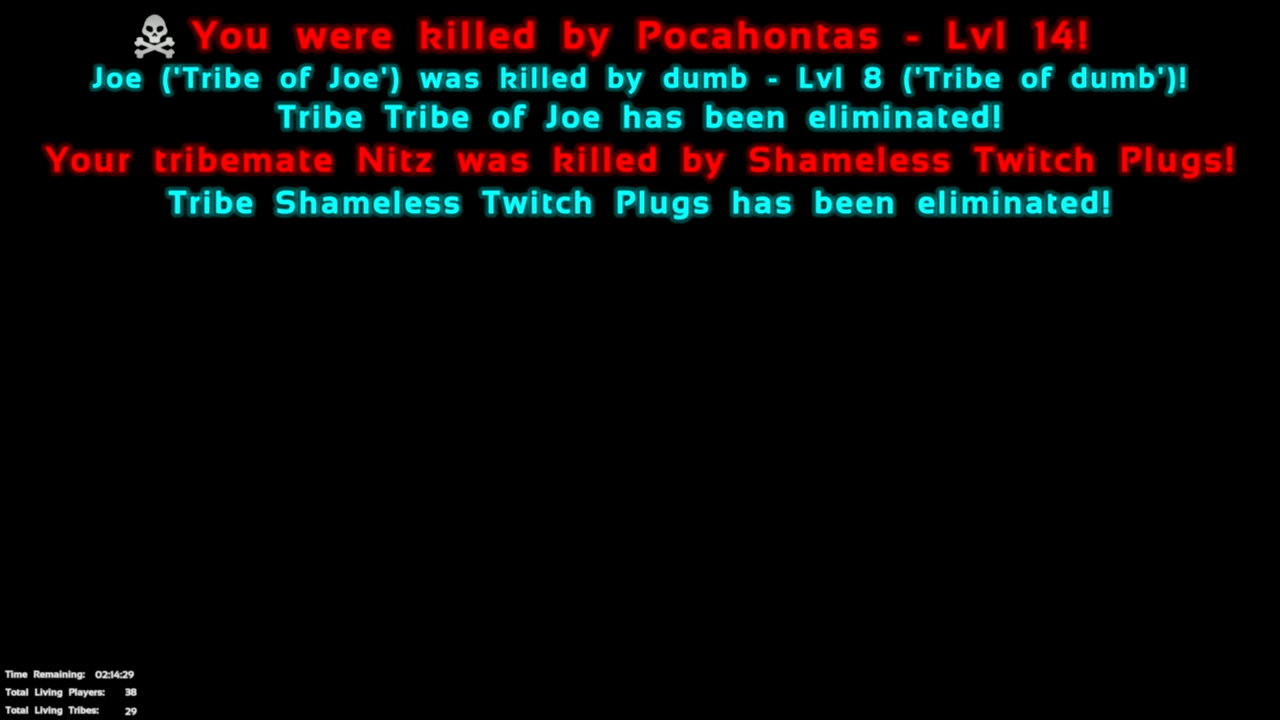 You were killed by Pocahontas - Lvl 14!
Joe ('Tribe of Joe') was killed by dumb - Lvl 8 ('Tribe of dumb')!
Tribe Tribe of Joe has been eliminated!
Your tribemate Nitz was killed by Shameless Twitch Plugs!
Tribe Shameless Twitch Plugs has been eliminated!
Time Remaining: 02:14:29
Total Living Players: 38
Total Living Tribes: 29